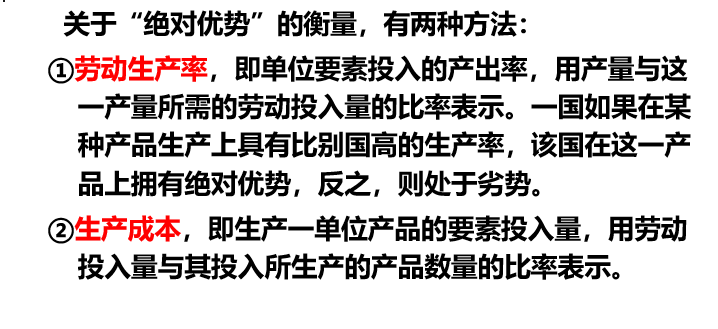 关于“绝对优势”的衡量，有两种方法：
①劳动生产率，即单位要素投入的产出率，用产量与这
一产量所需的劳动投入量的比率表示。一国如果在某
种产品生产上具有比别国高的生产率，该国在这一产
品上拥有绝对优势，反之，则处于劣势。
②生产成本，即生产一单位产品的要素投入量，用劳动
投入量与其投入所生产的产品数量的比率表示。